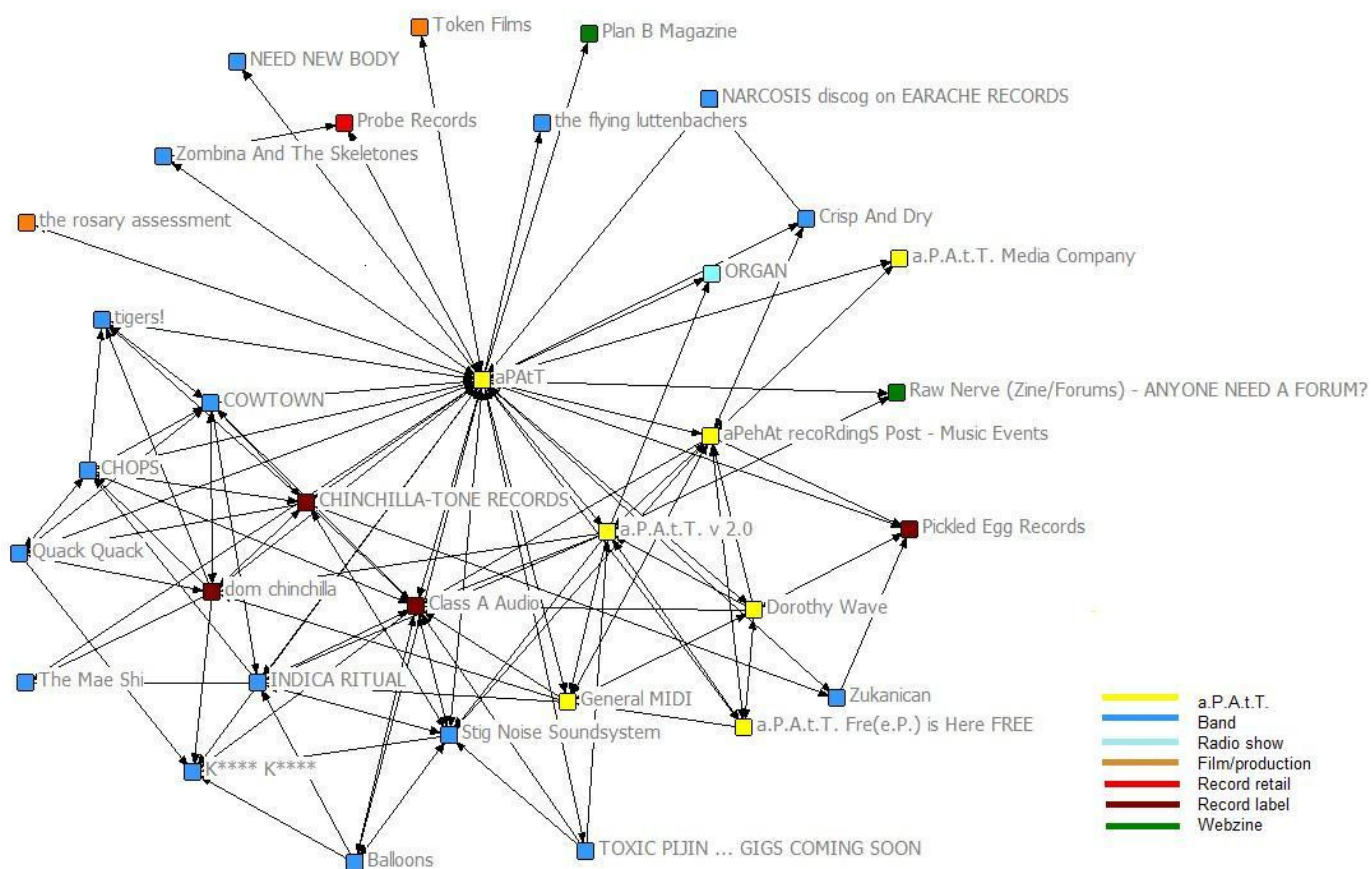 Token Films
Plan B Magazine
NEED NEW BODY
NARCOSIS discog on EARACHE RECORDS
Probe Records
the flying luttenbachers
Zombina And The Skeletones
the rosary assessment
Crisp And Dry
a.P.A.t.T. Media Company
ORGAN
tigers!
aPAtT
Raw Nerve (Zine/Forums) - ANYONE NEED A FORUM?
COWTOWN
aPehAt recoRdingS Post - Music Events
CHOPS
CHINCHILLA-TONE RECORDS
a.P.A.t.T. v 2.0
Pickled Egg Records
Quack Quack
dom chinchilla
Class A Audio
Dorothy Wave
The Mae Shi
INDICA RITUAL
General MIDI
Zukanican
a.P.A.t.T. Fre(e.P.) is Here FREE
Stig Noise Soundsystem
K**** K****
Balloons
TOXIC PIJIN ... GIGS COMING SOON
a.P.A.t.T.
Band
Radio show
Film/production
Record retail
Record label
Webzine